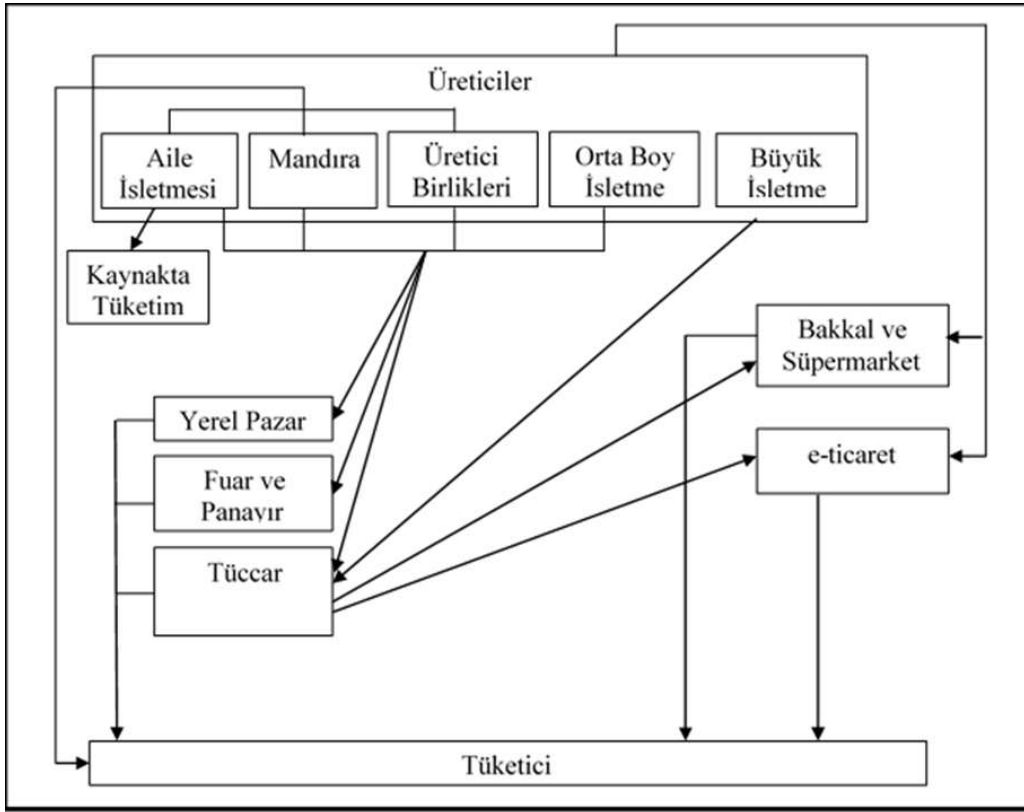 Üreticiler
Aile
İsletmesi
Mandıra
Üretici
Birlikleri
Orta Boy
İsletme
Büyük
İsletme
Kaynakta
Tüketim
Bakkal ve
Süpermarket
Yerel Pazar
e-ticaret
Fuar ve
Panayır
Tüccar
Tüketici